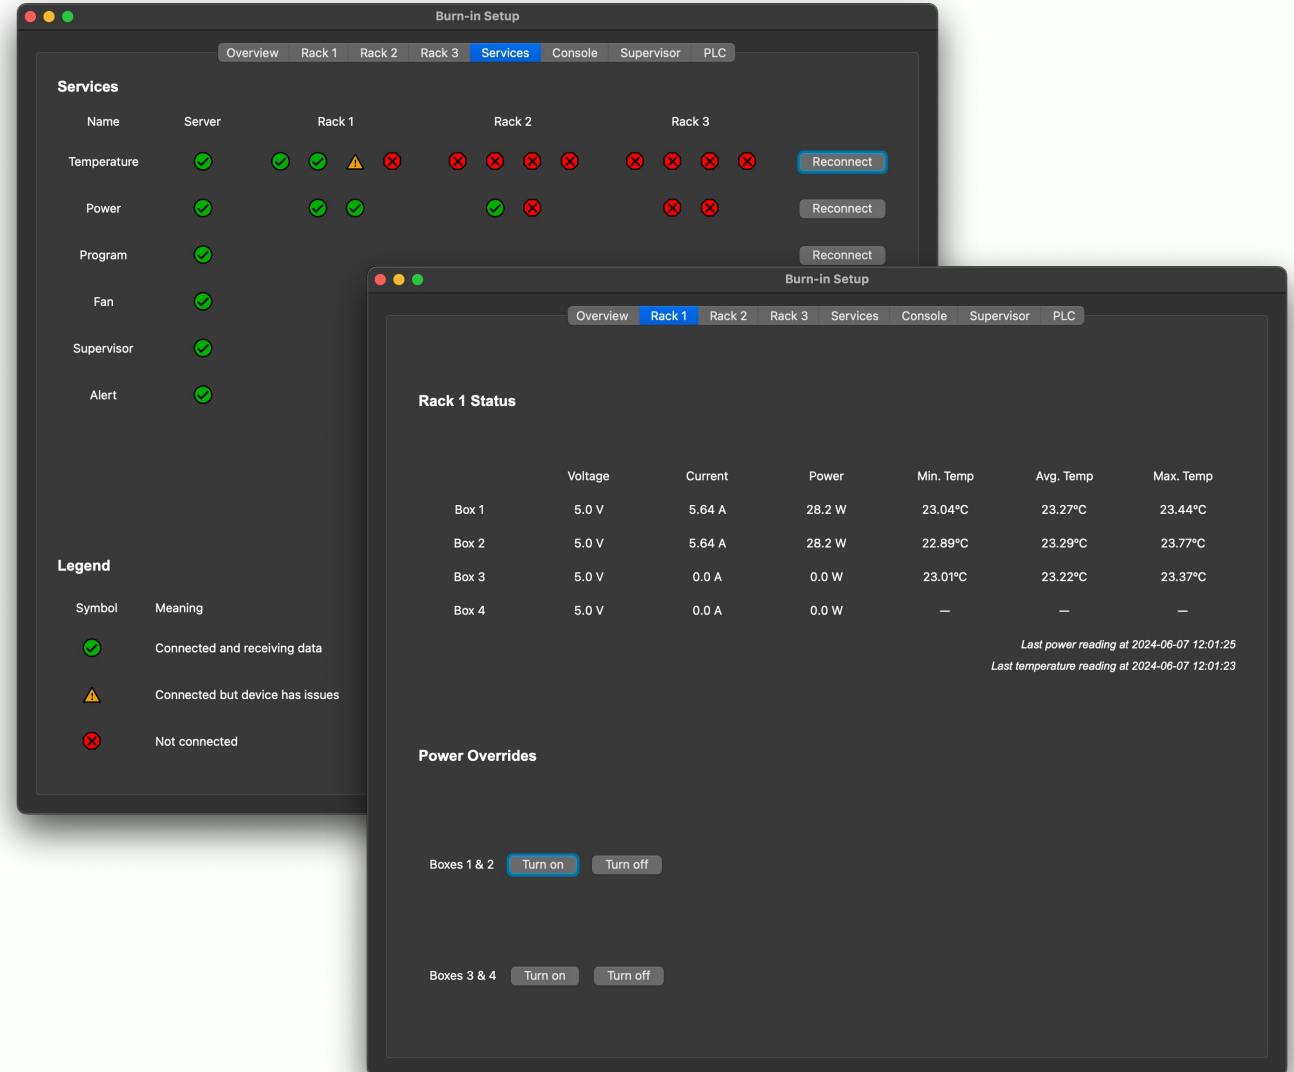 Burn-in Setup
Overview Rack 1 Rack 2 Rack 3 Services Console Supervisor PLC
Services
Name Server Rack 1 Rack 2 Rack 3
Temperature Reconnect
Power Reconnect
Program Reconnect
Fan
Supervisor
Alert
Legend
Symbol Meaning
Connected and receiving data
Connected but device has issues
Not connected
Burn-in Setup
Overview Rack 1 Rack 2 Rack 3 Services Console Supervisor PLC
Rack 1 Status
Voltage Current Power Min. Temp Avg. Temp Max. Temp
Box 1 5.0 V 5.64 A 28.2 W 23.04°C 23.27°C 23.44°C
Box 2 5.0 V 5.64 A 28.2 W 22.89°C 23.29°C 23.77°C
Box 3 5.0 V 0.0 A 0.0 W 23.01°C 23.22°C 23.37°C
Box 4 5.0 V 0.0 A 0.0 W — — —
Last power reading at 2024-06-07 12:01:25
Last temperature reading at 2024-06-07 12:01:23
Power Overrides
Boxes 1 & 2 Turn on Turn off
Boxes 3 & 4 Turn on Turn off